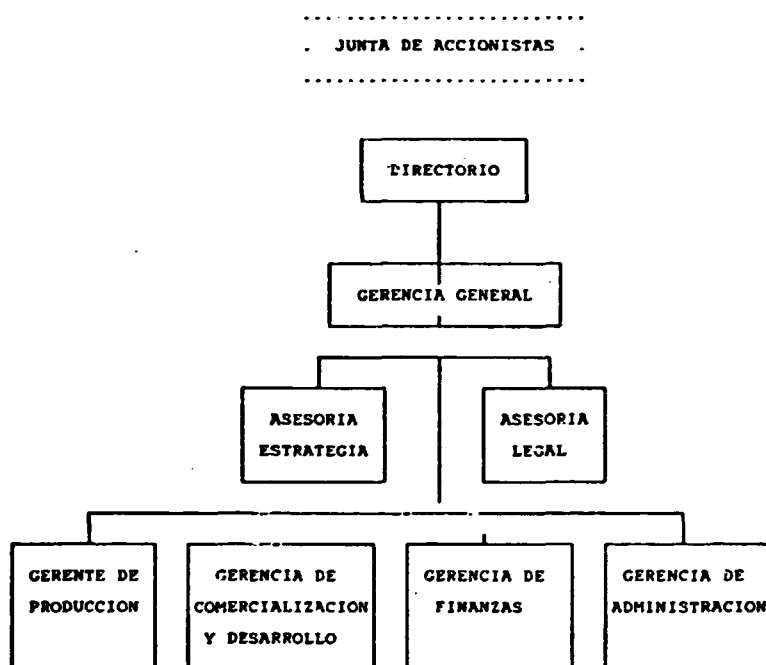 JUNTA DE ACCIONISTAS
DIRECTORIO
GERENCIA GENERAL
ASESORIA
ESTRATEGIA
ASESORIA
LEGAL
GERENTE DE
PRODUCCION
GERENCIA DE
COMERCIALIZACION
Y DESARROLLO
GERENCIA DE
FINANZAS
GERENCIA DE
ADMINISTRACION